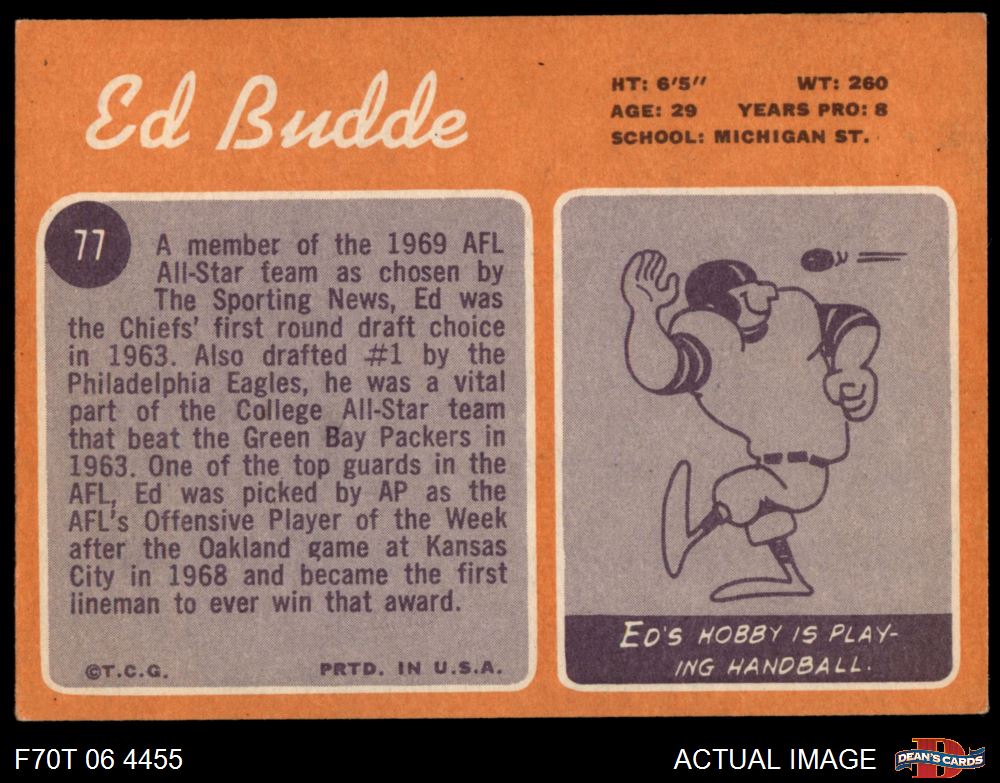 Ed Budde
HT: 6'5" WT: 260
AGE: 29 YEARS PRO: 8
SCHOOL: MICHIGAN ST.
77
A member of the 1969 AFL
All-Star team as chosen by
The Sporting News, Ed was
the Chiefs' first round draft choice
in 1963. Also drafted #1 by the
Philadelphia Eagles, he was a vital
part of the College All-Star team
that beat the Green Bay Packers in
1963. One of the top guards in the
AFL, Ed was picked by AP as the
AFL's Offensive Player of the Week
after the Oakland game at Kansas
City in 1968 and became the first
lineman to ever win that award.
©T.C.G. PRTD. IN U.S.A.
ED'S HOBBY IS PLAY-
ING HANDBALL.
F70T 06 4455
ACTUAL IMAGE
D
DEAN'S CARDS